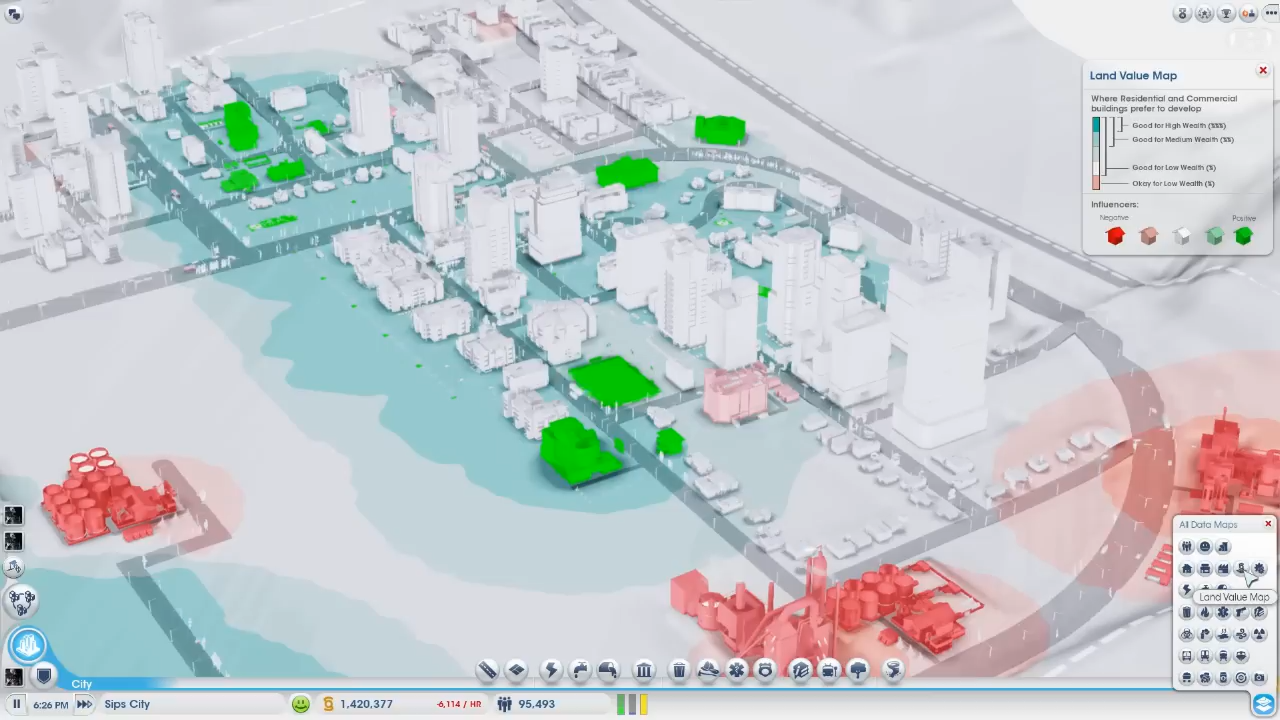 Land Value Map
Where Residential and Commercial
buildings prefer to develop
Good for High Wealth ($$$)
Good for Medium Wealth ($$)
Good for Low Wealth ($)
Okay for Low Wealth ($)
Influencers:
Negative
Positive
All Data Maps
Land Value Map
City
6:26 PM
Sips City
1,420,377
-6,114 / HR
95,493